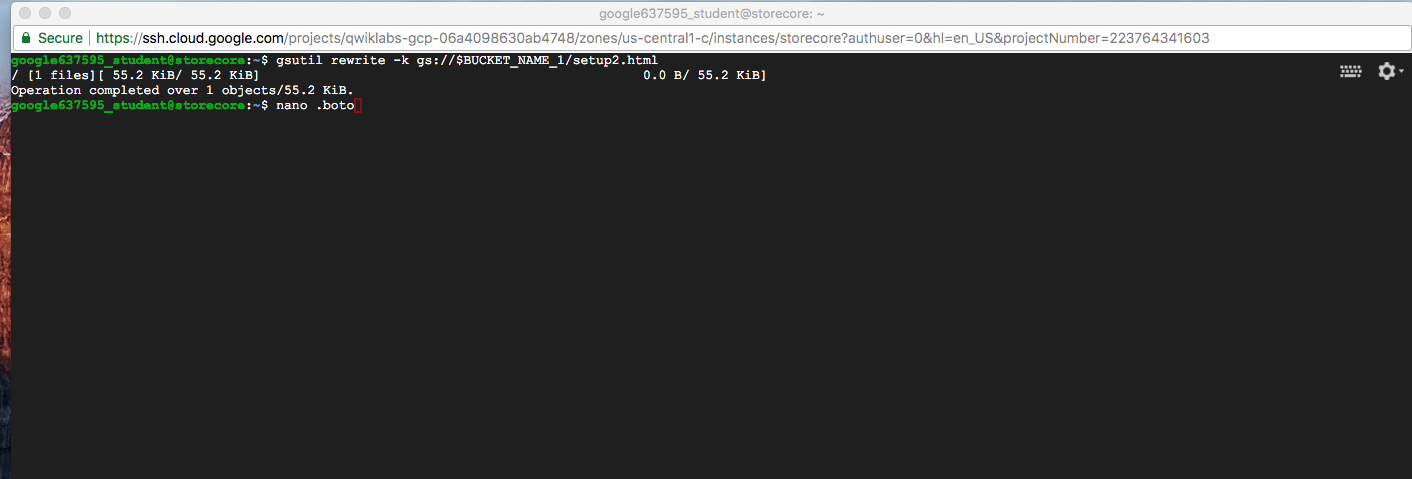 google637595_student@storecore: ~
Secure https://ssh.cloud.google.com/projects/qwiklabs-gcp-06a4098630ab4748/zones/us-central1-c/instances/storecore?authuser=0&hl=en_US&projectNumber=223764341603
google637595_student@storecore:~$ gsutil rewrite -k gs://$BUCKET_NAME_1/setup2.html
/ [1 files][ 55.2 KiB/ 55.2 KiB] 0.0 B/ 55.2 KiB]
Operation completed over 1 objects/55.2 KiB.
google637595_student@storecore:~$ nano .boto